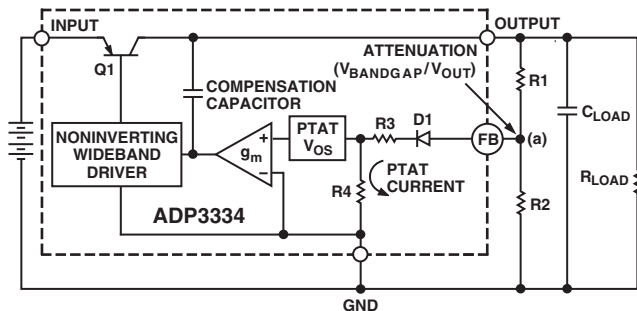 INPUT
OUTPUT
Q1
ATTENUATION
(VBANDGAP/VOUT)
R1
COMPENSATION
CAPACITOR
CLOAD
NONINVERTING
WIDEBAND
DRIVER
gm
+
−
PTAT
VOS
R3
D1
FB
(a)
R4
PTAT
CURRENT
R2
RLOAD
ADP3334
GND